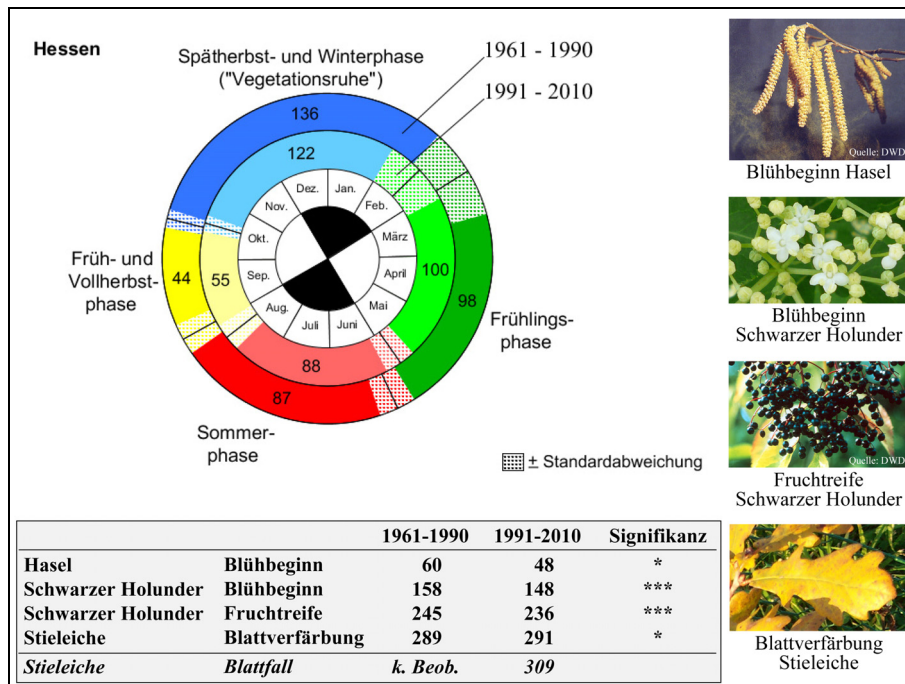 Hessen
Spätherbst- und Winterphase
("Vegetationsruhe")
1961 - 1990
1991 - 2010
136
122
Dez.
Jan.
Nov.
Feb.
Okt.
März
Sep.
April
Aug.
Mai
Juli
Juni
44
55
100
98
88
87
Früh- und
Vollherbst-
phase
Frühlings-
phase
Sommer-
phase
± Standardabweichung
Quelle: DWD
Blühbeginn Hasel
Blühbeginn
Schwarzer Holunder
Quelle: DWD
Fruchtreife
Schwarzer Holunder
Blattverfärbung
Stieleiche
1961-1990 1991-2010 Signifikanz
Hasel Blühbeginn 60 48 *
Schwarzer Holunder Blühbeginn 158 148 ***
Schwarzer Holunder Fruchtreife 245 236 ***
Stieleiche Blattverfärbung 289 291 *
Stieleiche Blattfall k. Beob. 309